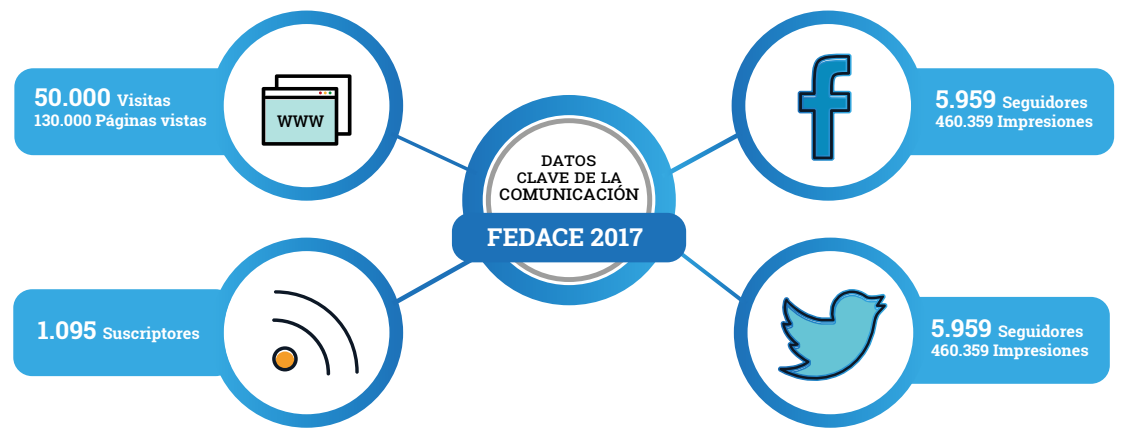 50.000 Visitas
130.000 Páginas vistas
WWW
DATOS
CLAVE DE LA
COMUNICACIÓN
FEDACE 2017
5.959 Seguidores
460.359 Impresiones
1.095 Suscriptores
5.959 Seguidores
460.359 Impresiones